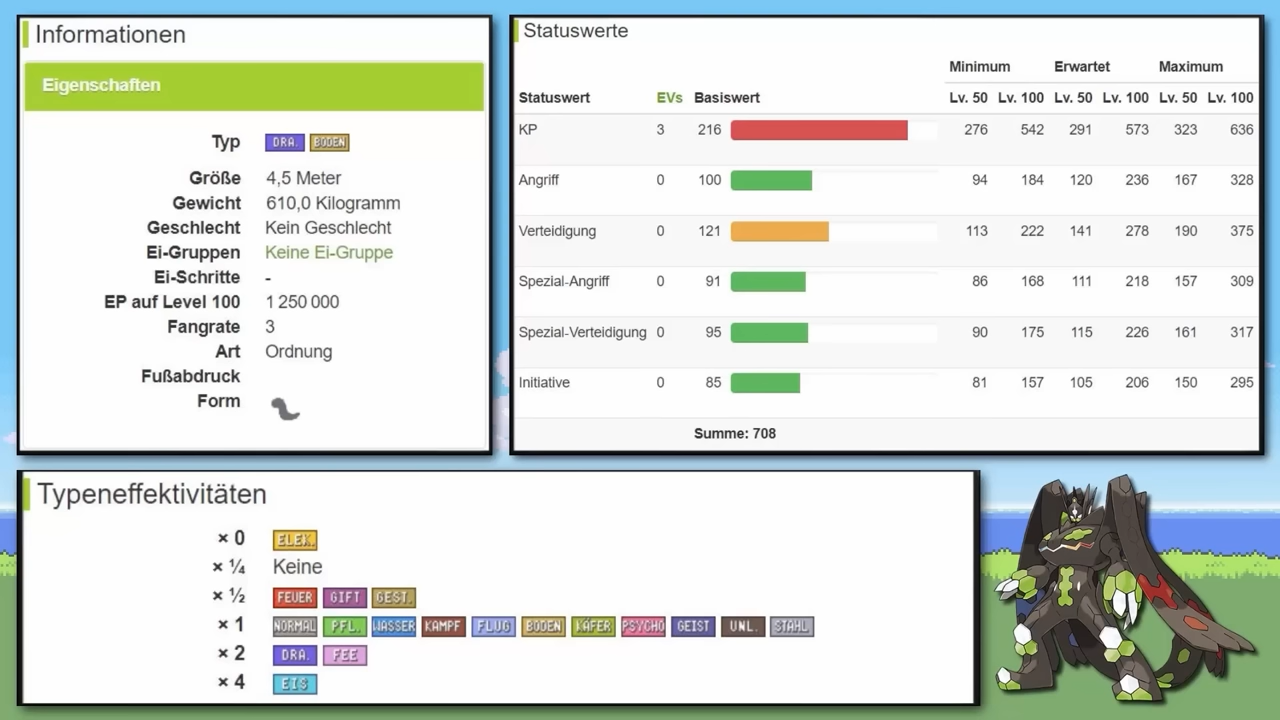 Informationen
Eigenschaften
Typ DRA. BODEN
Größe 4,5 Meter
Gewicht 610,0 Kilogramm
Geschlecht Kein Geschlecht
Ei-Gruppen Keine Ei-Gruppe
Ei-Schritte -
EP auf Level 100 1 250 000
Fangrate 3
Art Ordnung
Fußabdruck
Form
Statuswerte
Minimum Erwartet Maximum
Statuswert EVs Basiswert Lv. 50 Lv. 100 Lv. 50 Lv. 100 Lv. 50 Lv. 100
KP 3 216 276 542 291 573 323 636
Angriff 0 100 94 184 120 236 167 328
Verteidigung 0 121 113 222 141 278 190 375
Spezial-Angriff 0 91 86 168 111 218 157 309
Spezial-Verteidigung 0 95 90 175 115 226 161 317
Initiative 0 85 81 157 105 206 150 295
Summe: 708
Typeneffektivitäten
× 0 ELEK.
× ¼ Keine
× ½ FEUER GIFT GEST.
× 1 NORMAL PFL. WASSER KAMPF FLUG BODEN KÄFER PSYCHO GEIST UNL. STAHL
× 2 DRA. FEE
× 4 EIS